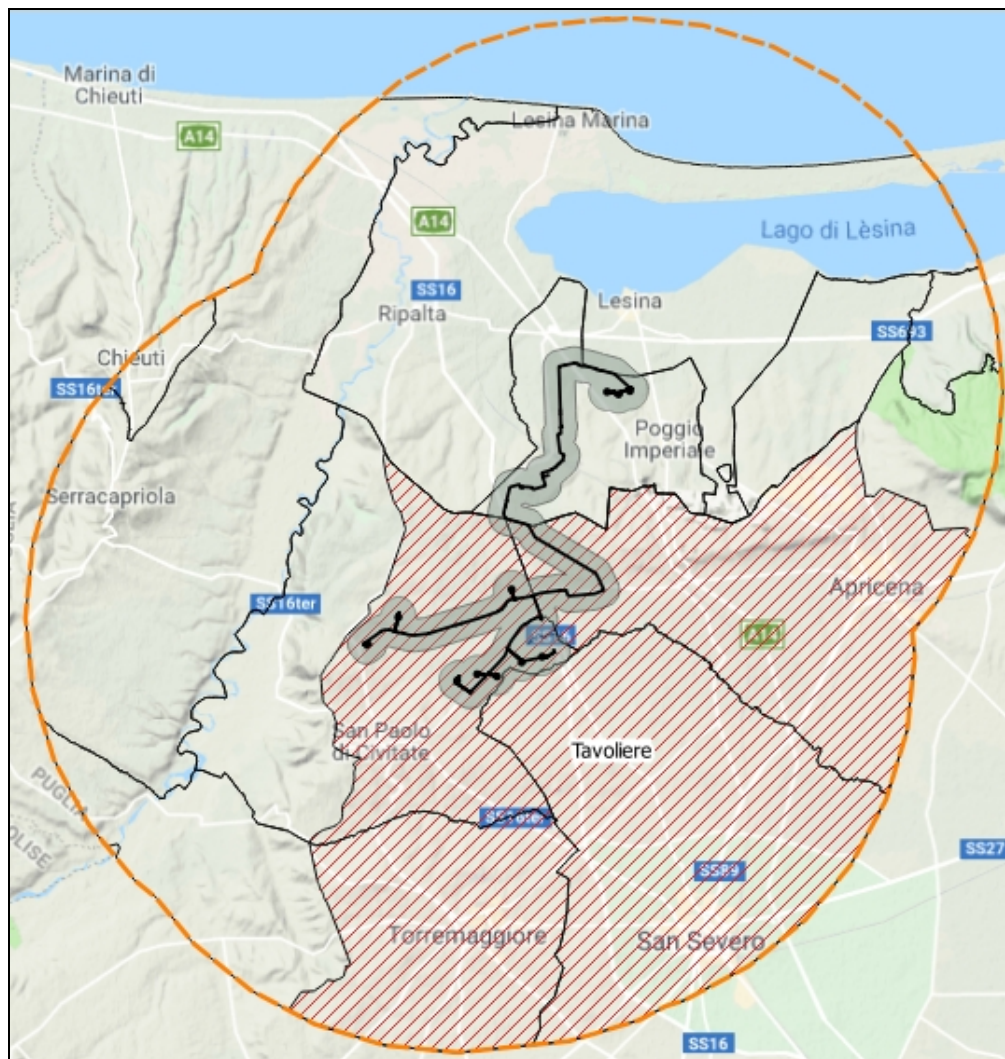 Marina di
Chieuti
A14
Lesina Marina
A14
Lago di Lèsina
SS16
Ripalta
Lesina
SS693
Chieuti
SS16ter
Poggio
Imperiale
Serracapriola
SS16ter
Apricena
A14
San Paolo
di Civitate
Tavoliere
PUGLIA
OLISE
SS16ter
SS89
SS27
Torremaggiore
San Severo
SS16